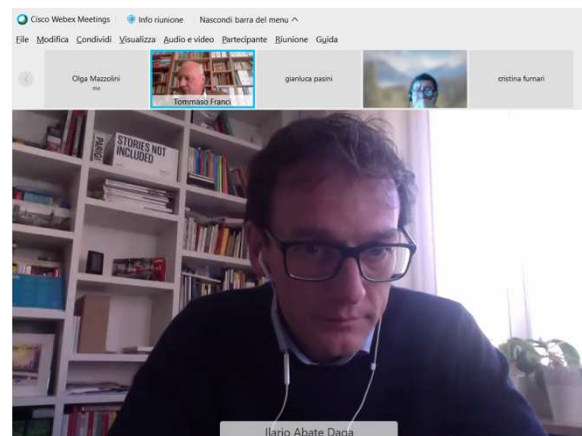 Cisco Webex Meetings Info riunione Nascondi barra del menu
File Modifica Condividi Visualizza Audio e video Partecipante Riunione Guida
Olga Mazzolini
me
Tommaso Franci
gianluca pasini
cristina furnari
PARIGI
STORIES NOT
INCLUDED
Ilario Abate Daga